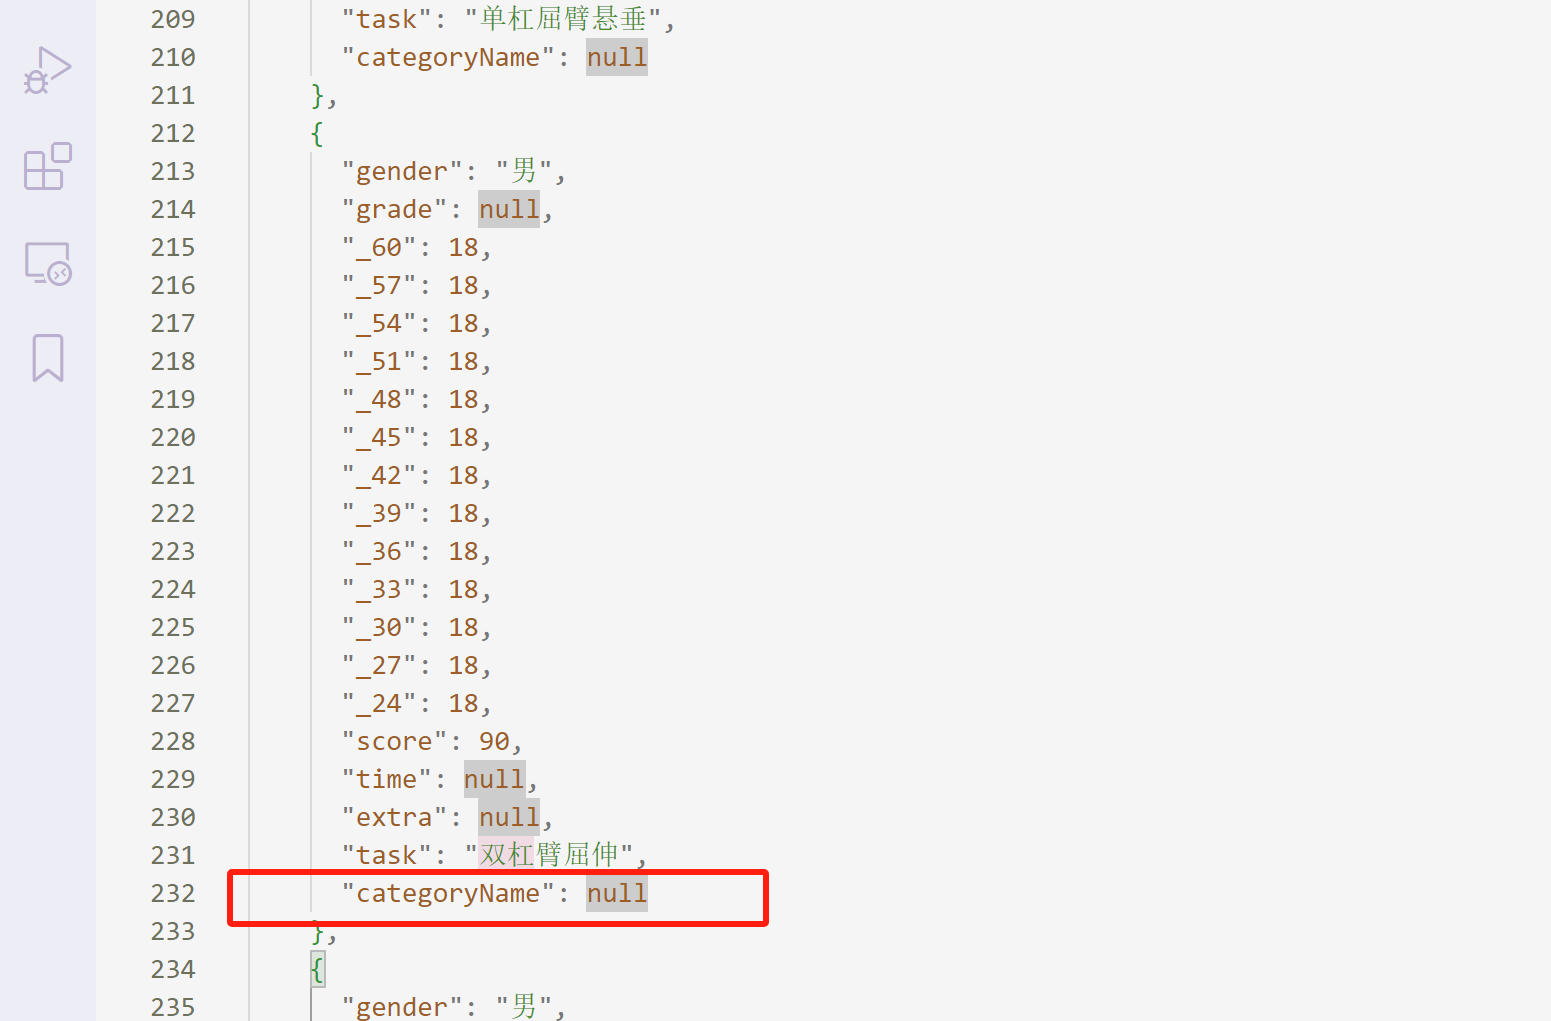 209 "task": "单杠屈臂悬垂",
210 "categoryName": null
211 },
212 {
213 "gender": "男",
214 "grade": null,
215 "_60": 18,
216 "_57": 18,
217 "_54": 18,
218 "_51": 18,
219 "_48": 18,
220 "_45": 18,
221 "_42": 18,
222 "_39": 18,
223 "_36": 18,
224 "_33": 18,
225 "_30": 18,
226 "_27": 18,
227 "_24": 18,
228 "score": 90,
229 "time": null,
230 "extra": null,
231 "task": "双杠臂屈伸",
232 "categoryName": null
233 },
234 {
235 "gender": "男",